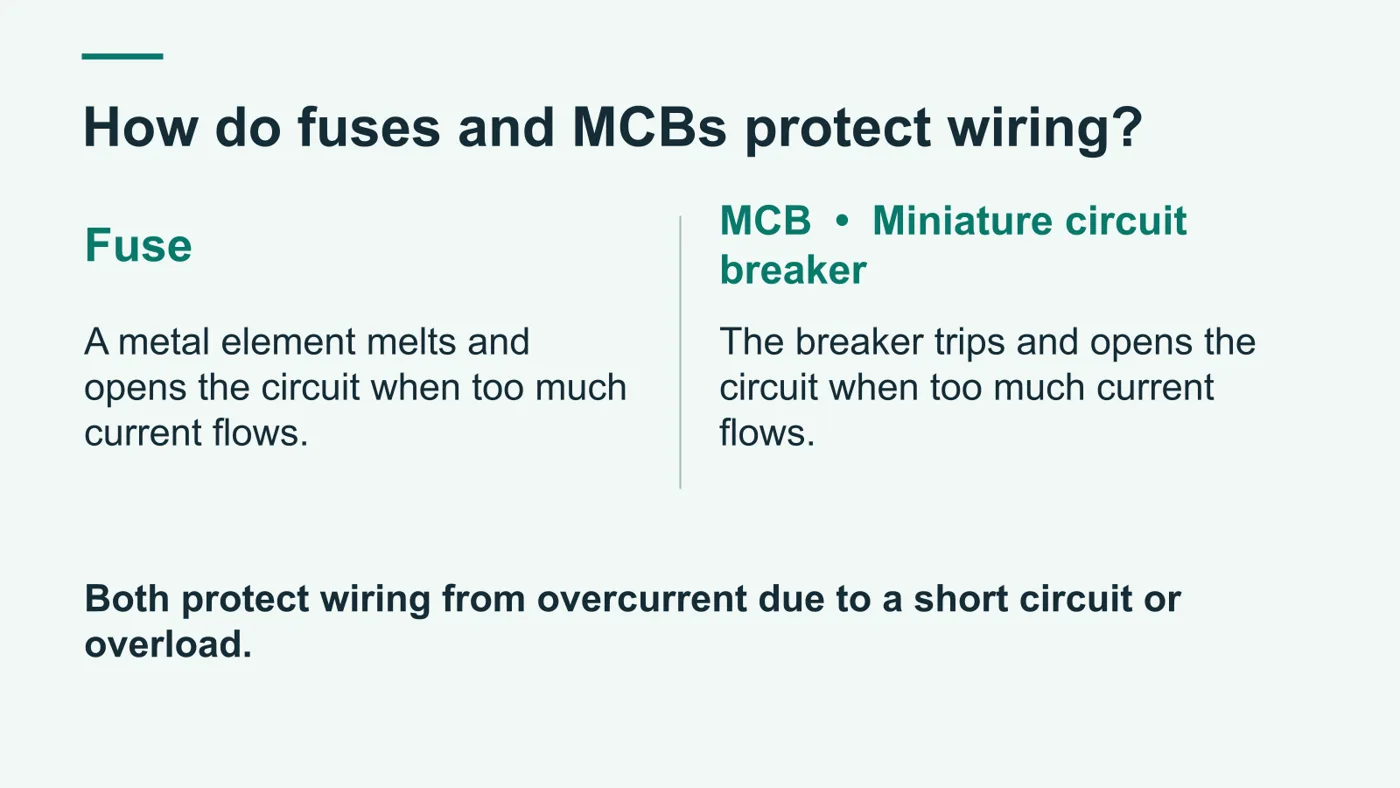 How do fuses and MCBs protect wiring?
Fuse
A metal element melts and
opens the circuit when too much
current flows.
MCB • Miniature circuit
breaker
The breaker trips and opens the
circuit when too much current
flows.
Both protect wiring from overcurrent due to a short circuit or
overload.